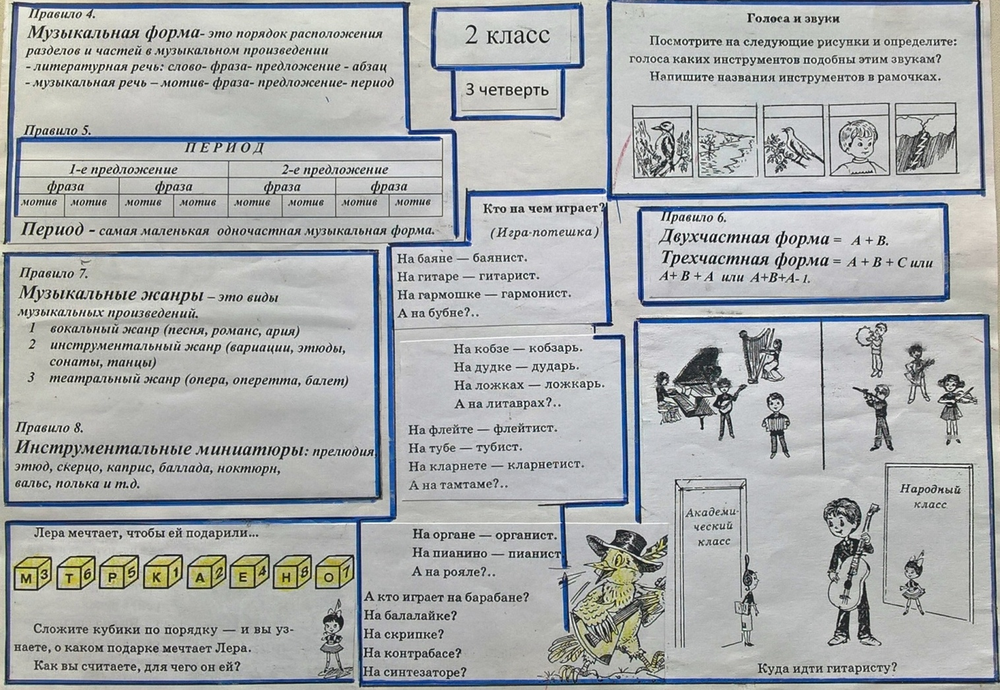 Правило 4.
Музыкальная форма- это порядок расположения
разделов и частей в музыкальном произведении
- литературная речь: слово- фраза- предложение - абзац
- музыкальная речь – мотив- фраза- предложение- период
Правило 5.
ПЕРИОД
1-е предложение 2-е предложение
фраза фраза фраза фраза
мотив мотив мотив мотив мотив мотив мотив мотив
Период - самая маленькая одночастная музыкальная форма.
2 класс
3 четверть
Голоса и звуки
Посмотрите на следующие рисунки и определите:
голоса каких инструментов подобны этим звукам?
Напишите названия инструментов в рамочках.
Правило 6.
Двухчастная форма = А + В.
Трехчастная форма = А + В + С или
А+ В + А или А+В+А- 1.
Правило 7.
Музыкальные жанры – это виды
музыкальных произведений.
1 вокальный жанр (песня, романс, ария)
2 инструментальный жанр (вариации, этюды,
сонаты, танцы)
3 театральный жанр (опера, оперетта, балет)
Правило 8.
Инструментальные миниатюры: прелюдия,
этюд, скерцо, каприс, баллада, ноктюрн,
вальс, полька и т.д.
Кто на чем играет?
(Игра-потешка)
На баяне — баянист.
На гитаре — гитарист.
На гармошке — гармонист.
А на бубне?..
На кобзе — кобзарь.
На дудке — дударь.
На ложках — ложкарь.
А на литаврах?..
На флейте — флейтист.
На тубе — тубист.
На кларнете — кларнетист.
А на тамтаме?..
На органе — органист.
На пианино — пианист
А на рояле?..
А кто играет на барабане?
На балалайке?
На скрипке?
На контрабасе?
На синтезаторе?
Лера мечтает, чтобы ей подарили...
М 3 Т 6 Р 5 К 1 А 2 Е 4 Н 8 О 7
Сложите кубики по порядку — и вы уз-
наете, о каком подарке мечтает Лера.
Как вы считаете, для чего он ей?
Академи-
ческий
класс
Народный
класс
Куда идти гитаристу?